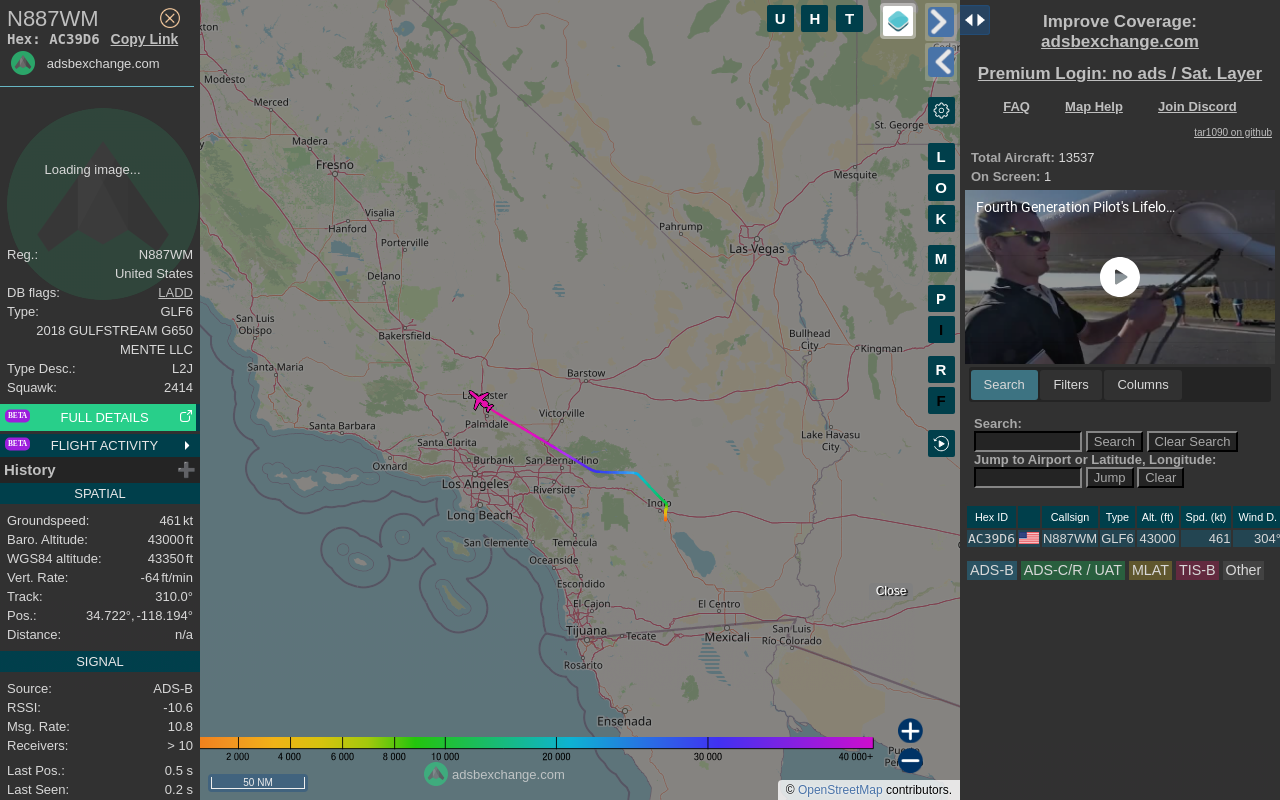 N887WM
Hex: AC39D6 Copy Link
adsbexchange.com
Loading image...
Reg.: N887WM
United States
DB flags: LADD
Type: GLF6
2018 GULFSTREAM G650
MENTE LLC
Type Desc.: L2J
Squawk: 2414
BETA FULL DETAILS
BETA FLIGHT ACTIVITY
History
SPATIAL
Groundspeed: 461 kt
Baro. Altitude: 43000 ft
WGS84 altitude: 43350 ft
Vert. Rate: -64 ft/min
Track: 310.0°
Pos.: 34.722°, -118.194°
Distance: n/a
SIGNAL
Source: ADS-B
RSSI: -10.6
Msg. Rate: 10.8
Receivers: > 10
Last Pos.: 0.5 s
Last Seen: 0.2 s
U H T
L
O
K
M
P
I
R
F
Modesto
Merced
Madera
Fresno
St. George
Mesquite
Visalia
Hanford
Porterville
Pahrump
Las Vegas
Delano
San Luis
Obispo
Bakersfield
Bullhead
City
Kingman
Santa Maria
Barstow
Palmdale
Victorville
Santa Barbara
Santa Clarita
Lake Havasu
City
Oxnard
Burbank
San Bernardino
Los Angeles
Riverside
Long Beach
Indio
San Clemente
Temecula
Oceanside
Escondido
El Cajon
El Centro
Tijuana
Tecate
Mexicali
San Luis
Río Colorado
Rosarito
Ensenada
Close
2 000 4 000 6 000 8 000 10 000 20 000 30 000 40 000+
50 NM
adsbexchange.com
© OpenStreetMap contributors.
Improve Coverage:
adsbexchange.com
Premium Login: no ads / Sat. Layer
FAQ Map Help Join Discord
tar1090 on github
Total Aircraft: 13537
On Screen: 1
Fourth Generation Pilot's Lifelo...
Search Filters Columns
Search:
Search Clear Search
Jump to Airport or Latitude, Longitude:
Jump Clear
Hex ID Callsign Type Alt. (ft) Spd. (kt) Wind D.
AC39D6 N887WM GLF6 43000 461 304°
ADS-B ADS-C/R / UAT MLAT TIS-B Other